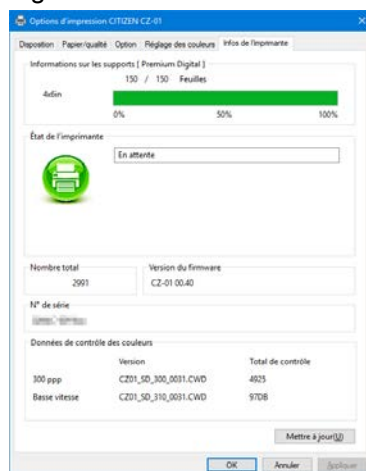 Options d'impression CITIZEN CZ-01
Disposition Papier/qualité Option Réglage des couleurs Infos de l'imprimante
Informations sur les supports [ Premium Digital ]
150 / 150 Feuilles
4x6in
0% 50% 100%
État de l'imprimante
En attente
Nombre total Version du firmware
2991 CZ-01 00.40
N° de série
Données de contrôle des couleurs
Version Total de contrôle
300 ppp CZ01_SD_300_0031.CWD 4925
Basse vitesse CZ01_SD_310_0031.CWD 97DB
Mettre à jour(U)
OK Annuler Appliquer